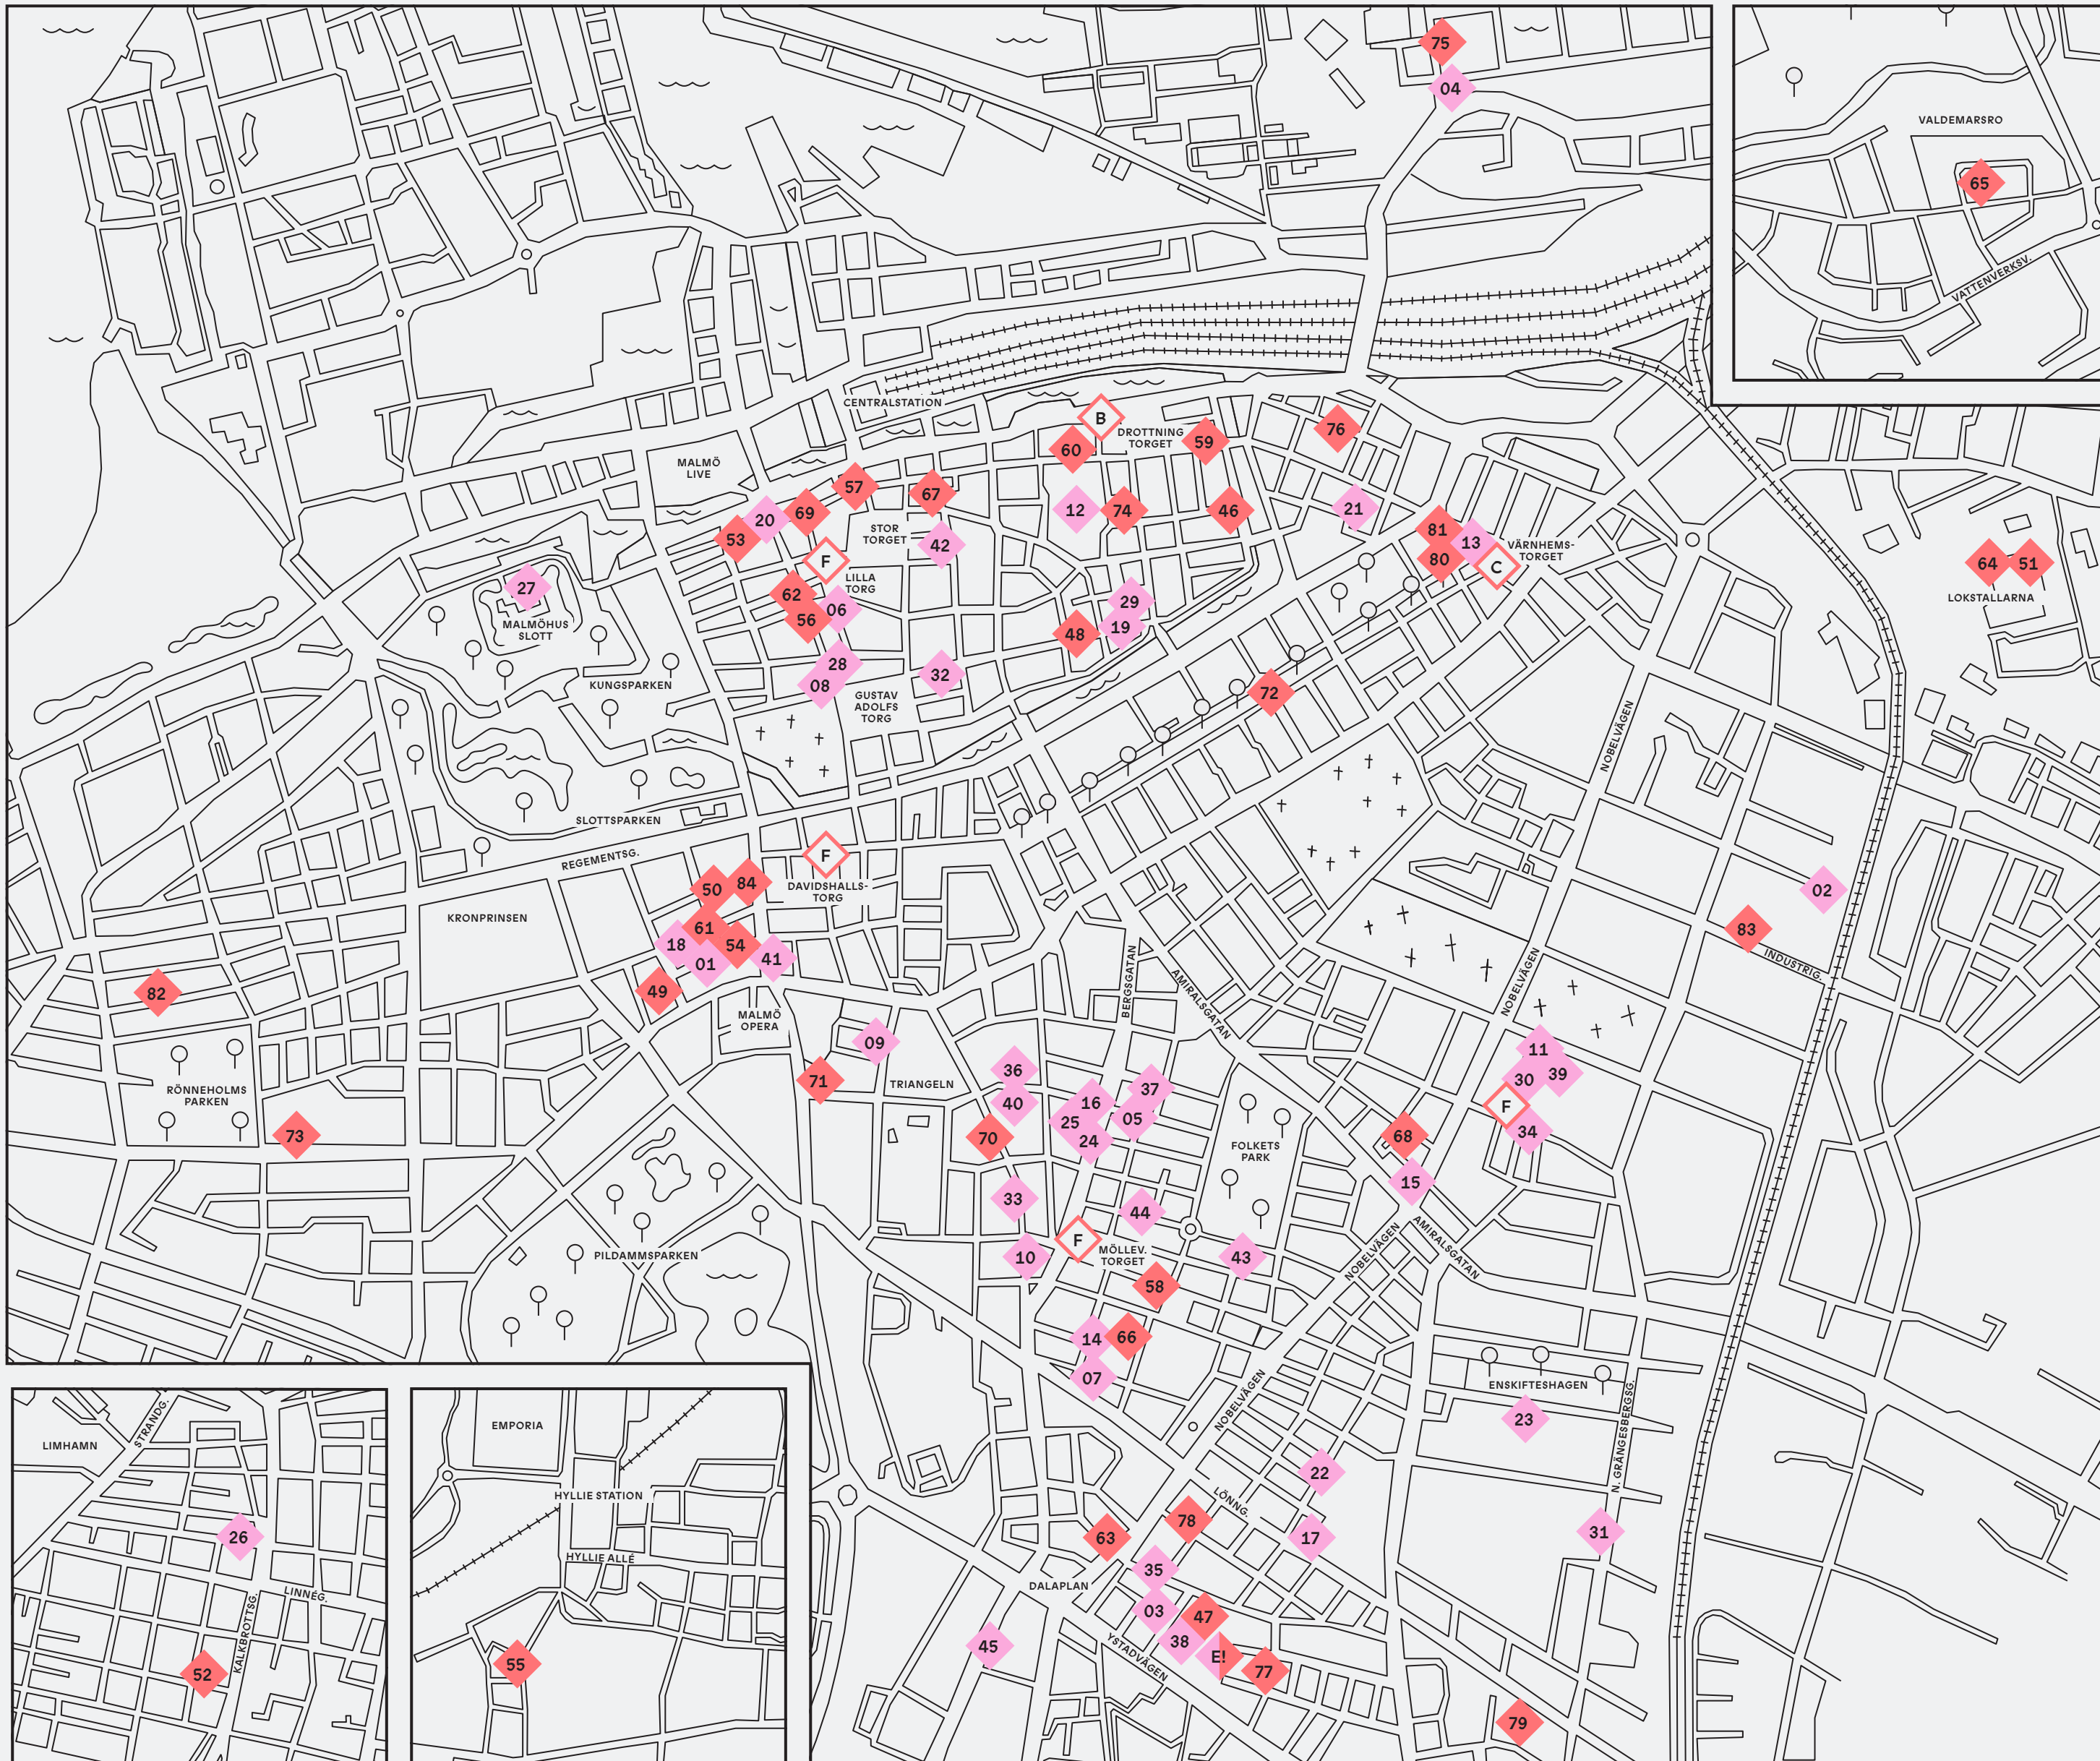 75
04
VALDEMARSRO
65
VATTENVERKSV.
CENTRALSTATION
B
DROTTNING
TORGET
60
59
76
MALMÖ
LIVE
57
67
20
69
53
STOR
TORGET
42
12
74
46
21
81
13
80
C
VÄRNHEMS-
TORGET
64
51
LOKSTALLARNA
F
LILLA
TORG
62
06
56
27
MALMÖHUS
SLOTT
29
19
48
28
08
32
KUNGSPARKEN
GUSTAV
ADOLFS
TORG
72
NOBELVÄGEN
SLOTTSPARKEN
REGEMENTSG.
F
DAVIDSHALLS-
TORG
50
84
KRONPRINSEN
61
18
54
01
41
49
82
MALMÖ
OPERA
02
83
INDUSTRIG.
BERGSGATAN
AMIRALSGATAN
NOBELVÄGEN
09
71
TRIANGELN
36
40
16
37
25
05
24
70
11
30
39
F
34
RÖNNEHOLMS
PARKEN
73
FOLKETS
PARK
68
15
33
44
10
F
MÖLLEV.
TORGET
43
58
NOBELVÄGEN
AMIRALSGATAN
PILDAMMSPARKEN
14
66
07
NOBELVÄGEN
ENSKIFTESHAGEN
23
N. GRÄNGESBERGSG.
22
LÖNNG.
78
63
17
31
35
DALAPLAN
03
47
38
E!
77
45
YSTADVÄGEN
79
LIMHAMN
STRANDG.
26
LINNÉG.
KALKBROTTSG.
52
EMPORIA
HYLLIE STATION
HYLLIE ALLÉ
55